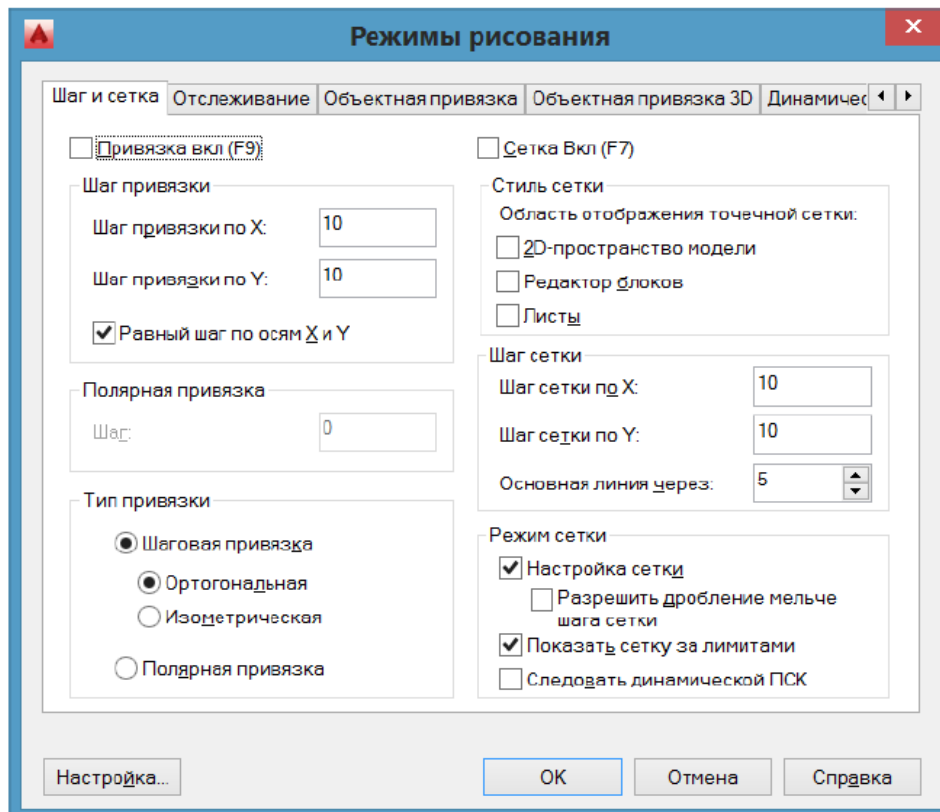 Режимы рисования
Шаг и сетка
Отслеживание
Объектная привязка
Объектная привязка 3D
Динамичес
Привязка вкл (F9)
Шаг привязки
Шаг привязки по X:
10
Шаг привязки по Y:
10
Равный шаг по осям X и Y
Полярная привязка
Шаг:
0
Тип привязки
Шаговая привязка
Ортогональная
Изометрическая
Полярная привязка
Сетка Вкл (F7)
Стиль сетки
Область отображения точечной сетки:
2D-пространство модели
Редактор блоков
Листы
Шаг сетки
Шаг сетки по X:
10
Шаг сетки по Y:
10
Основная линия через:
5
Режим сетки
Настройка сетки
Разрешить дробление мельче
шага сетки
Показать сетку за лимитами
Следовать динамической ПСК
Настройка...
OK
Отмена
Справка